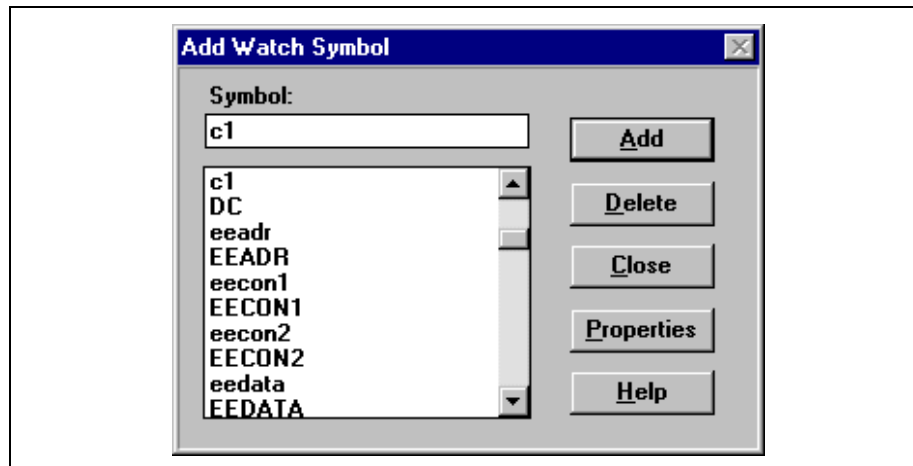 Add Watch Symbol
Symbol:
c1
c1
DC
eeadr
EEADR
eecon1
EECON1
eecon2
EECON2
eedata
EEDATA
Add
Delete
Close
Properties
Help